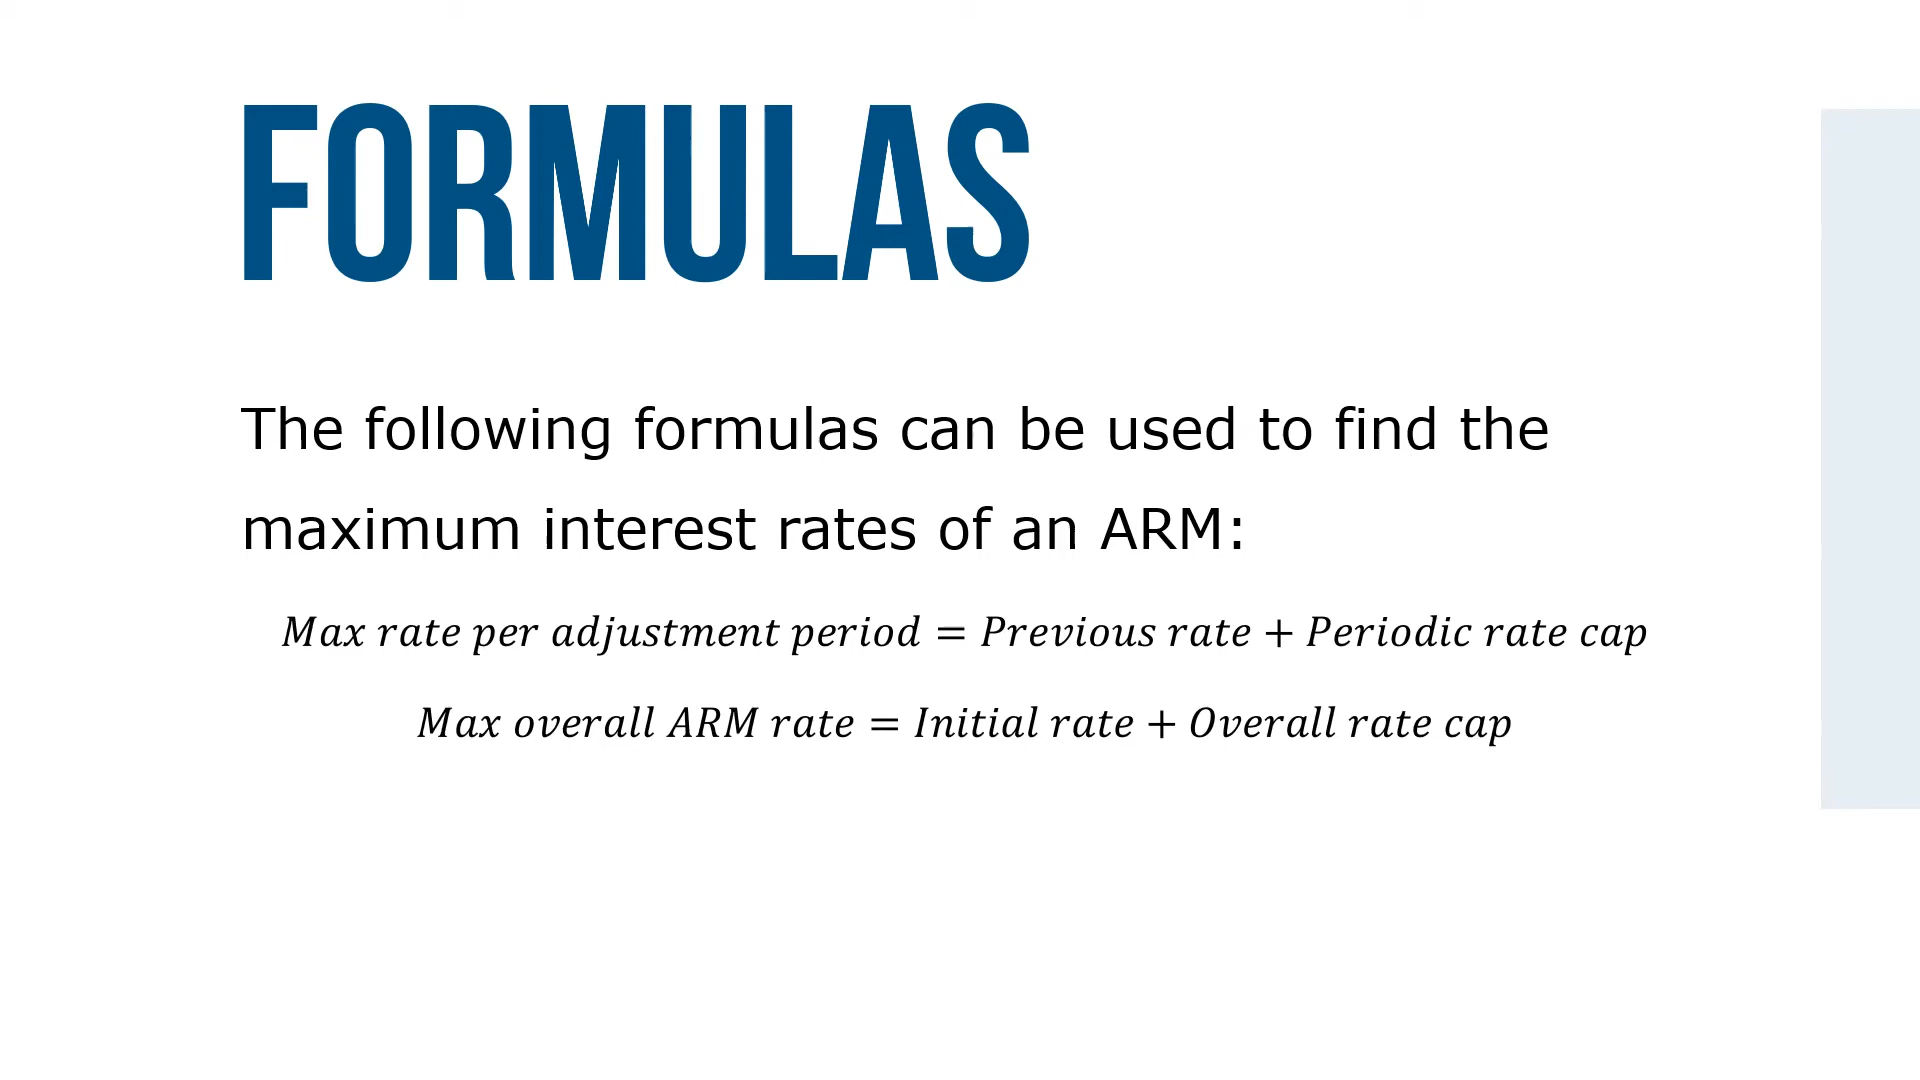 FORMULAS
The following formulas can be used to find the
maximum interest rates of an ARM:
Max rate per adjustment period = Previous rate + Periodic rate cap
Max overall ARM rate = Initial rate + Overall rate cap